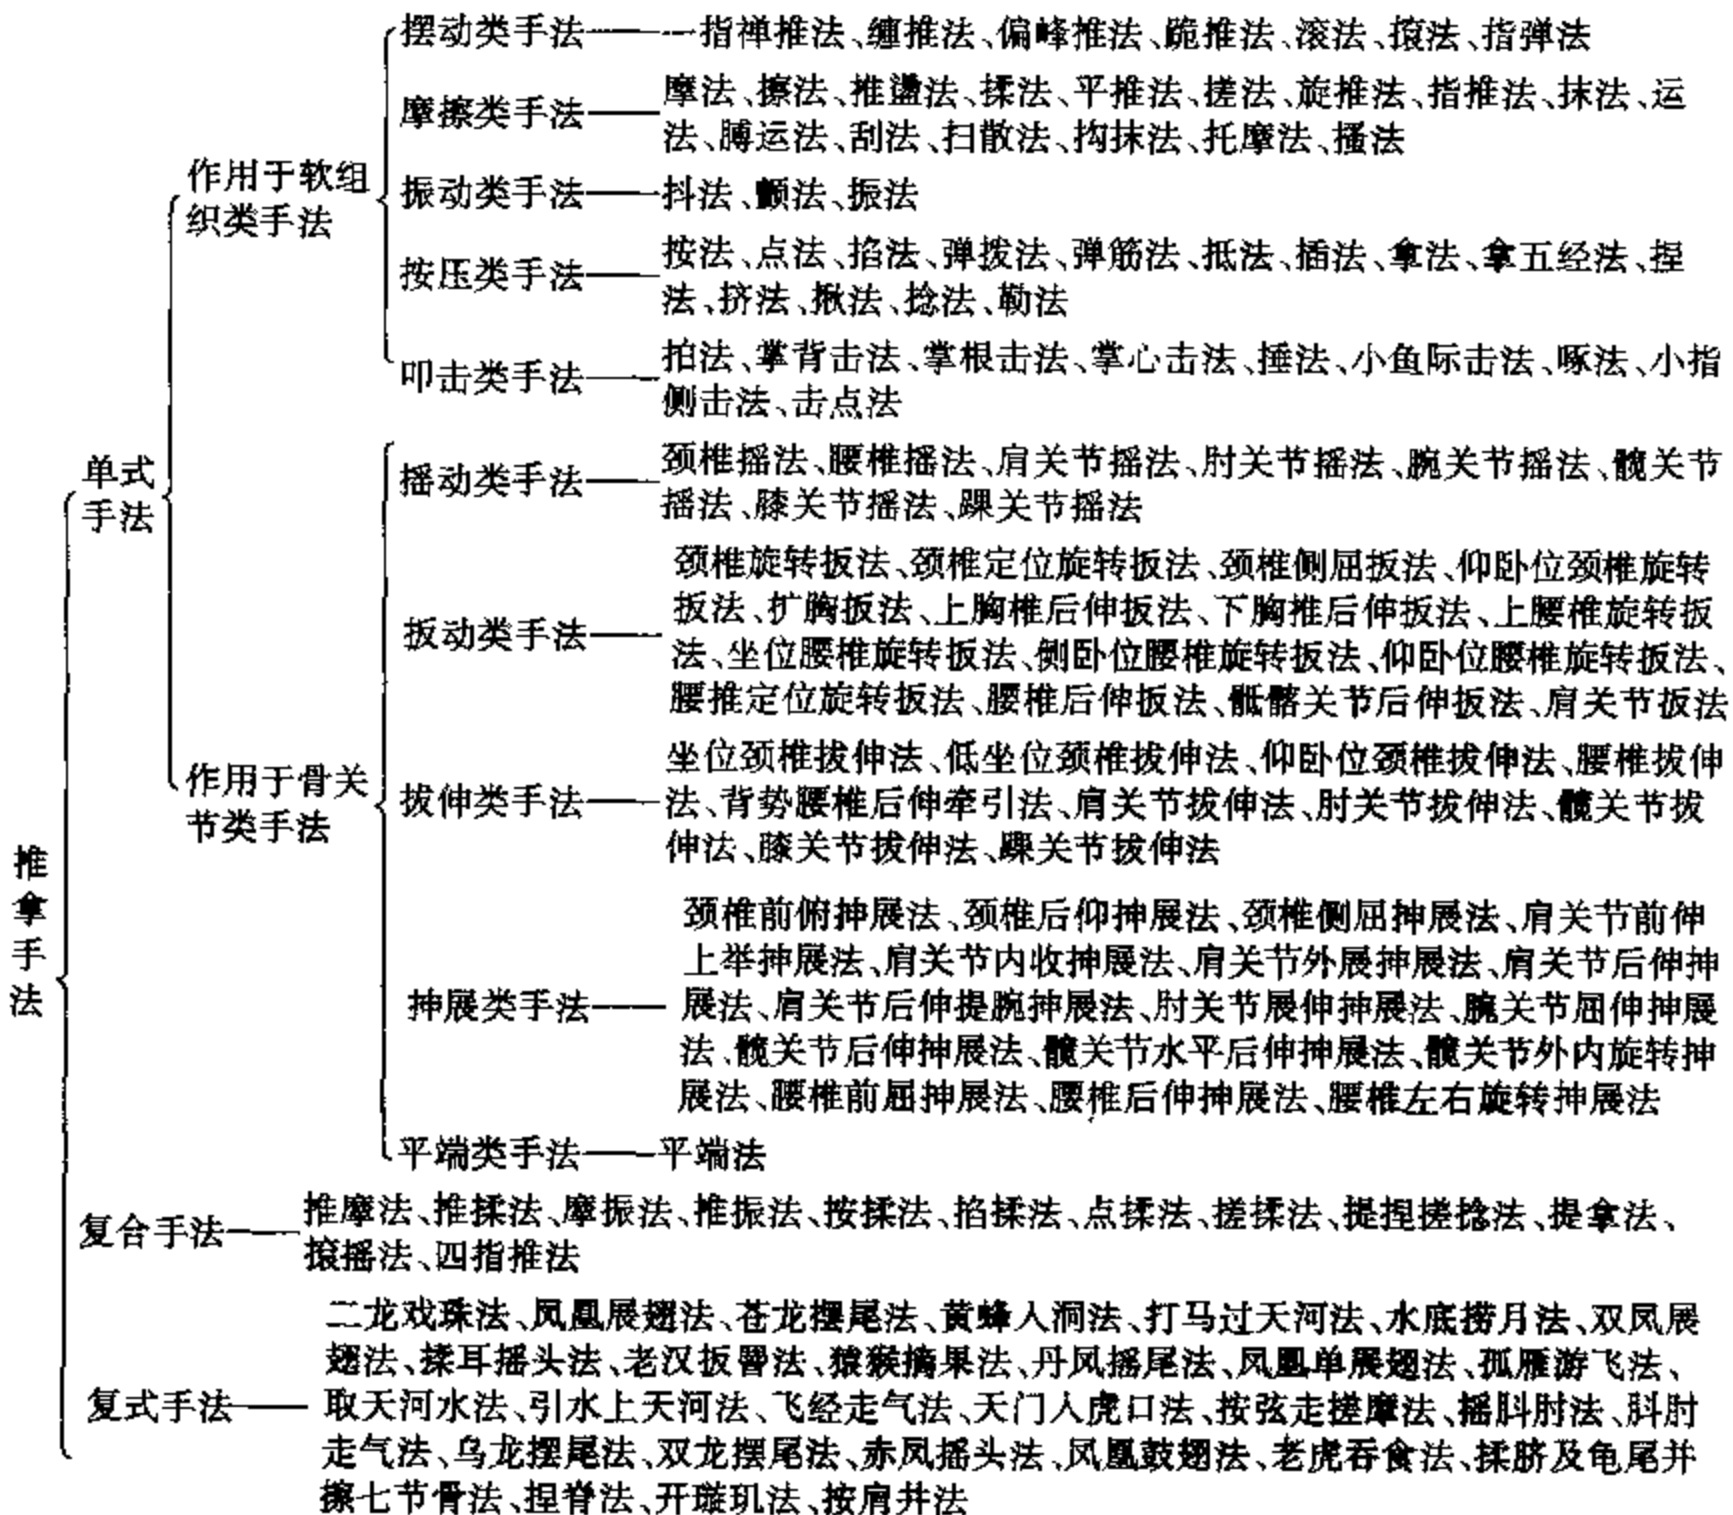 摆动类手法——一指禅推法、缠推法、偏峰推法、跪推法、滚法、㨰法、指弹法
摩擦类手法——摩法、擦法、推盪法、揉法、平推法、搓法、旋推法、指推法、抹法、运
法、膊运法、刮法、扫散法、抅抹法、托摩法、搔法
作用于软组
织类手法
振动类手法——抖法、颤法、振法
按压类手法——按法、点法、掐法、弹拨法、弹筋法、抵法、插法、拿法、拿五经法、捏
法、挤法、揪法、捻法、勒法
叩击类手法——拍法、掌背击法、掌根击法、掌心击法、捶法、小鱼际击法、啄法、小指
侧击法、击点法
单式
手法
摇动类手法——颈椎摇法、腰椎摇法、肩关节摇法、肘关节摇法、腕关节摇法、髋关节
摇法、膝关节摇法、踝关节摇法
扳动类手法——颈椎旋转扳法、颈椎定位旋转扳法、颈椎侧屈扳法、仰卧位颈椎旋转
扳法、扩胸扳法、上胸椎后伸扳法、下胸椎后伸扳法、上腰椎旋转扳
法、坐位腰椎旋转扳法、侧卧位腰椎旋转扳法、仰卧位腰椎旋转扳法、
腰推定位旋转扳法、腰椎后伸扳法、骶髂关节后伸扳法、肩关节扳法
作用于骨关
节类手法
拔伸类手法——坐位颈椎拔伸法、低坐位颈椎拔伸法、仰卧位颈椎拔伸法、腰椎拔伸
法、背势腰椎后伸牵引法、肩关节拔伸法、肘关节拔伸法、髋关节拔
伸法、膝关节拔伸法、踝关节拔伸法
推
拿
手
法
抻展类手法——颈椎前俯抻展法、颈椎后仰抻展法、颈椎侧屈抻展法、肩关节前伸
上举抻展法、肩关节内收抻展法、肩关节外展抻展法、肩关节后伸抻
展法、肩关节后伸提腕抻展法、肘关节展伸抻展法、腕关节屈伸抻展
法、髋关节后伸抻展法、髋关节水平后伸抻展法、髋关节外内旋转抻
展法、腰椎前屈抻展法、腰椎后伸抻展法、腰椎左右旋转抻展法
平端类手法——平端法
复合手法——推摩法、推揉法、摩振法、推振法、按揉法、掐揉法、点揉法、搓揉法、提捏搓捻法、提拿法、
㨰摇法、四指推法
复式手法——二龙戏珠法、凤凰展翅法、苍龙摆尾法、黄蜂入洞法、打马过天河法、水底捞月法、双凤展
翅法、揉耳摇头法、老汉扳罾法、猿猴摘果法、丹凤摇尾法、凤凰单展翅法、孤雁游飞法、
取天河水法、引水上天河法、飞经走气法、天门入虎口法、按弦走搓摩法、摇㪷肘法、㪷肘
走气法、乌龙摆尾法、双龙摆尾法、赤凤摇头法、凤凰鼓翅法、老虎吞食法、揉脐及龟尾并
擦七节骨法、捏脊法、开璇玑法、按肩井法